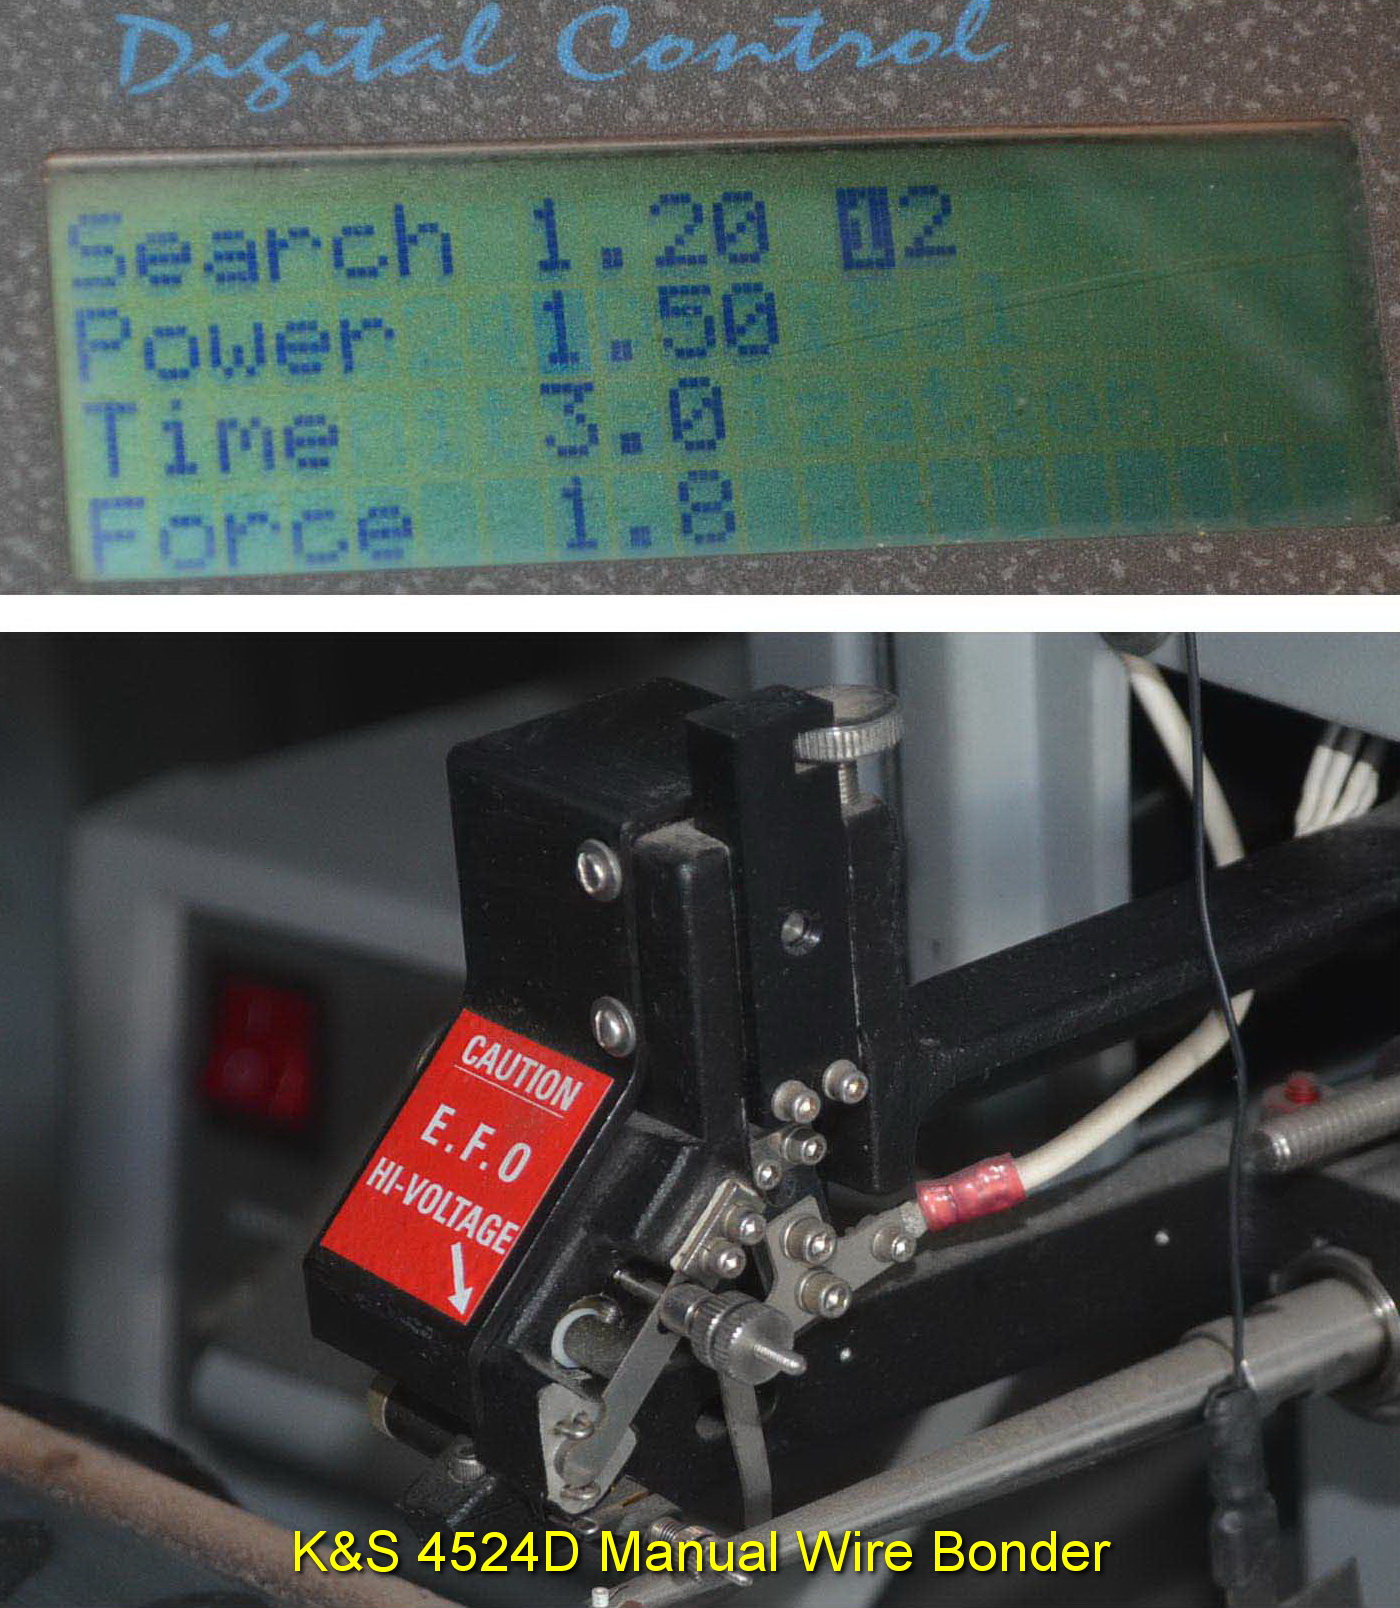 Digital Control
Search 1.20 12
Power 1.50
Time 3.0
Force 1.8
CAUTION
E.F.O
HI-VOLTAGE
K&S 4524D Manual Wire Bonder